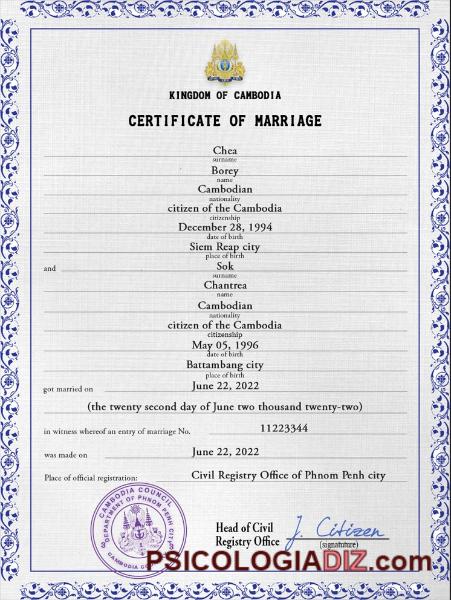 KINGDOM OF CAMBODIA
CERTIFICATE OF MARRIAGE
Chea
surname
Borey
name
Cambodian
nationality
citizen of the Cambodia
citizenship
December 28, 1994
date of birth
Siem Reap city
place of birth
and Sok
surname
Chantrea
name
Cambodian
nationality
citizen of the Cambodia
citizenship
May 05, 1996
date of birth
Battambang city
place of birth
got married on June 22, 2022
(the twenty second day of June two thousand twenty-two)
in witness whereof an entry of marriage No. 11223344
was made on June 22, 2022
Place of official registration: Civil Registry Office of Phnom Penh city
CAMBODIA COUNCIL
DEPARTMENT OF PHNOM PENH CITY
CAMBODIA COUNCIL
Head of Civil
Registry Office J. Citizen
(signatuture)
PSICOLOGIADIZ.com